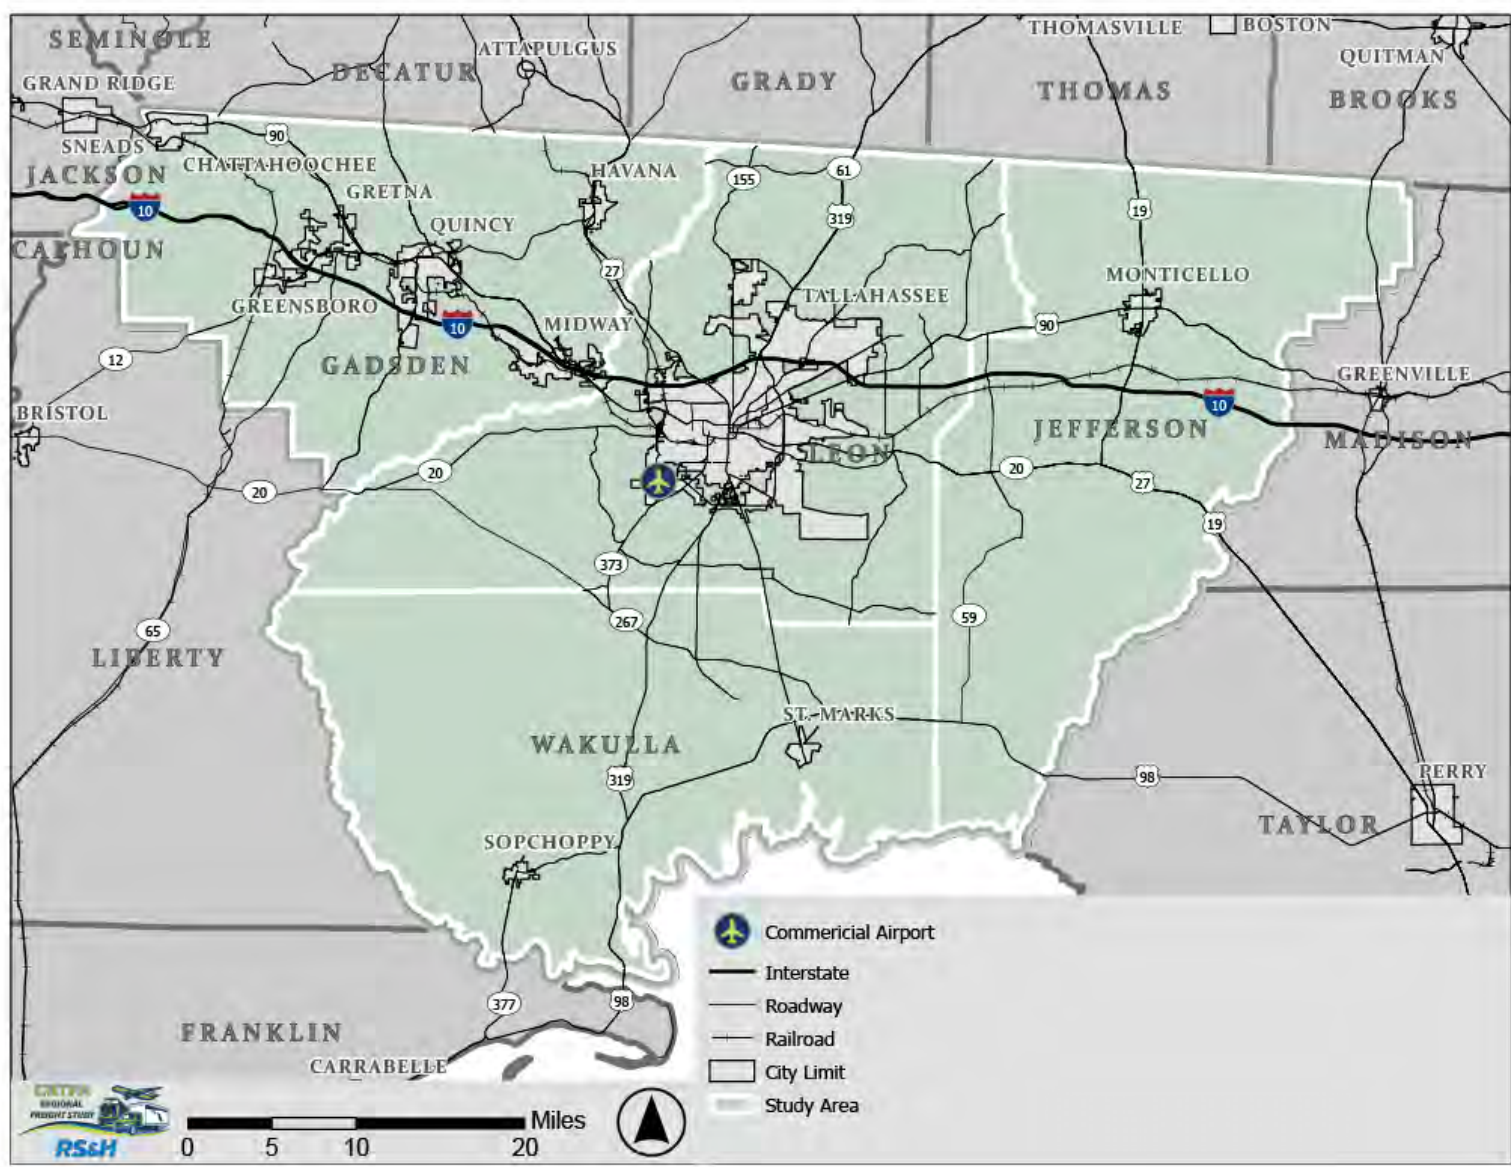 THOMASVILLE
BOSTON
SEMINOLE
ATTAPULGUS
QUITMAN
DECATUR
GRADY
THOMAS
BROOKS
GRAND RIDGE
SNEADS
90
CHATTAHOOCHEE
HAVANA
155
61
JACKSON
GRETNA
10
319
19
QUINCY
CALHOUN
27
MONTICELLO
GREENSBORO
TALLAHASSEE
10
MIDWAY
90
12
GADSDEN
GREENVILLE
10
BRISTOL
JEFFERSON
MADISON
LEON
20
20
20
27
19
373
267
59
65
LIBERTY
ST. MARKS
WAKULLA
319
98
PERRY
TAYLOR
SOPCHOPPY
Commericial Airport
Interstate
377
98
Roadway
FRANKLIN
Railroad
CARRABELLE
City Limit
Study Area
CRTPA
REGIONAL
FREIGHT STUDY
RS&H
Miles
0 5 10 20